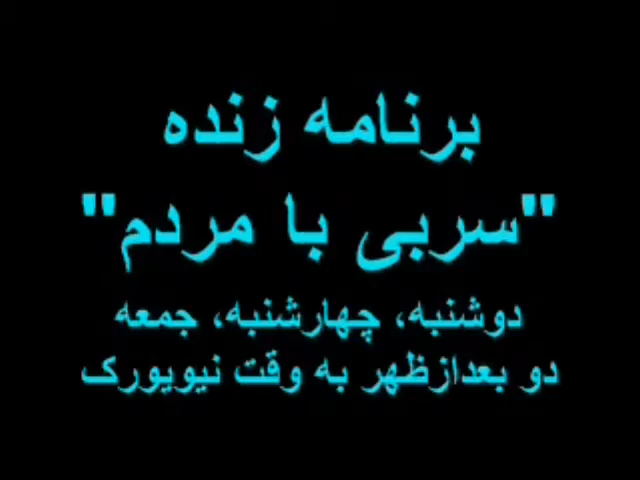 برنامه زنده
"سربی با مردم"
دوشنبه، چهارشنبه، جمعه
دو بعدازظهر به وقت نیویورک